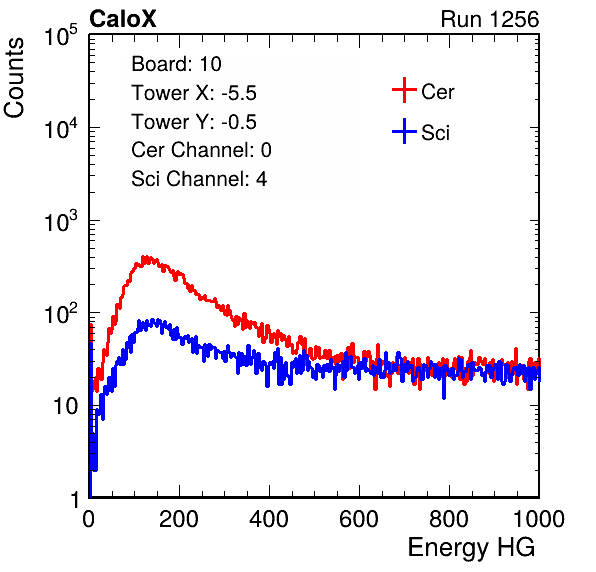 CaloX Run 1256
Counts
10^5
10^4
10^3
10^2
10
1
Board: 10
Tower X: -5.5
Tower Y: -0.5
Cer Channel: 0
Sci Channel: 4
Cer
Sci
0 200 400 600 800 1000
Energy HG